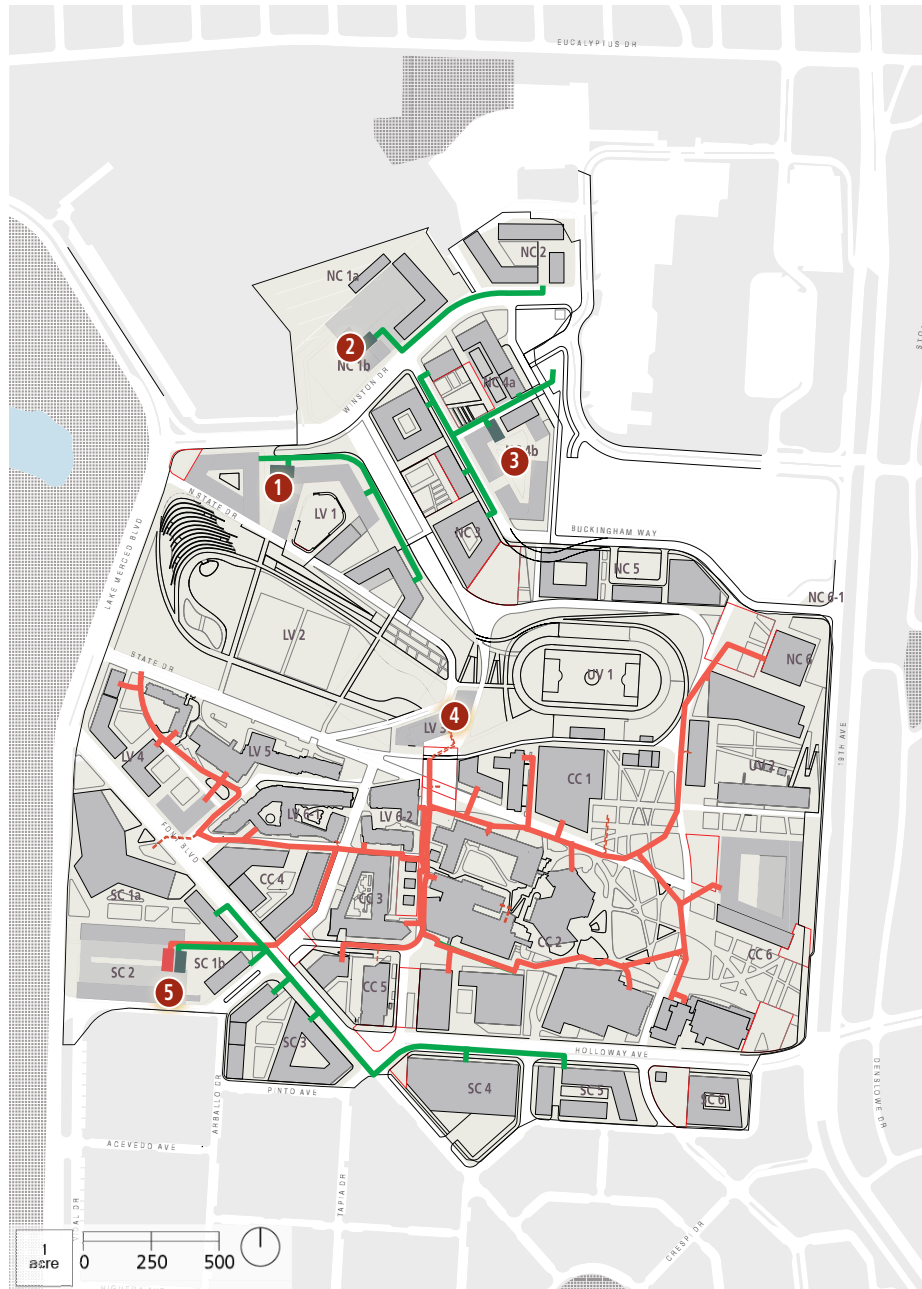 EUCALYPTUS DR
NC 2
NC 1a
2
NC 1b
WINSTON DR
NC 4a
3
1
N STATE DR
LV 1
LAKE MERCED BLVD
NC 3
BUCKINGHAM WAY
NC 5
NC 6-1
LV 2
NC 6
STATE DR
UV 1
4
LV 3
19TH AVE
LV 4
LV 5
CC 1
UV 2
LV 6-1
LV 6-2
BLVD
CC 4
SC 1a
CC 3
CC 2
CC 6
SC 1b
SC 2
5
CC 5
SC 3
HOLLOWAY AVE
PINTO AVE
ARBALLO DR
SC 4
SC 5
SC 6
DENSLOWE DR
ACEVEDO AVE
TAPIA DR
CRESPI DR
1
acre
0
250
500